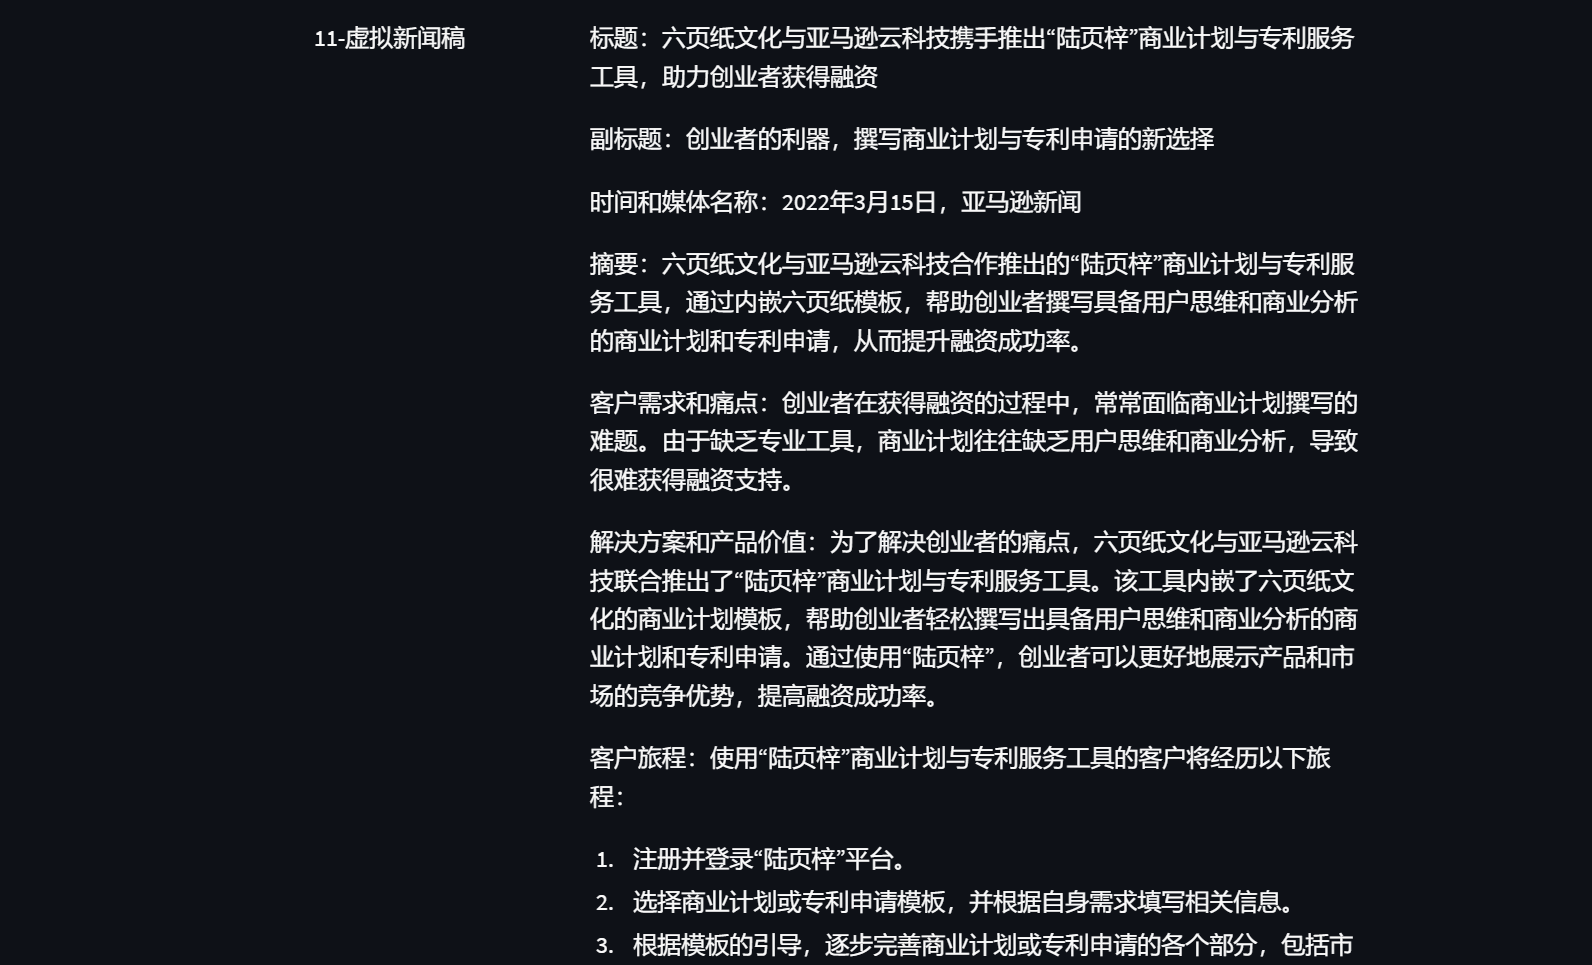 11-虚拟新闻稿
标题：六页纸文化与亚马逊云科技携手推出“陆页梓”商业计划与专利服务
工具，助力创业者获得融资
副标题：创业者的利器，撰写商业计划与专利申请的新选择
时间和媒体名称：2022年3月15日，亚马逊新闻
摘要：六页纸文化与亚马逊云科技合作推出的“陆页梓”商业计划与专利服
务工具，通过内嵌六页纸模板，帮助创业者撰写具备用户思维和商业分析
的商业计划和专利申请，从而提升融资成功率。
客户需求和痛点：创业者在获得融资的过程中，常常面临商业计划撰写的
难题。由于缺乏专业工具，商业计划往往缺乏用户思维和商业分析，导致
很难获得融资支持。
解决方案和产品价值：为了解决创业者的痛点，六页纸文化与亚马逊云科
技联合推出了“陆页梓”商业计划与专利服务工具。该工具内嵌了六页纸文
化的商业计划模板，帮助创业者轻松撰写出具备用户思维和商业分析的商
业计划和专利申请。通过使用“陆页梓”，创业者可以更好地展示产品和市
场的竞争优势，提高融资成功率。
客户旅程：使用“陆页梓”商业计划与专利服务工具的客户将经历以下旅
程：
1. 注册并登录“陆页梓”平台。
2. 选择商业计划或专利申请模板，并根据自身需求填写相关信息。
3. 根据模板的引导，逐步完善商业计划或专利申请的各个部分，包括市